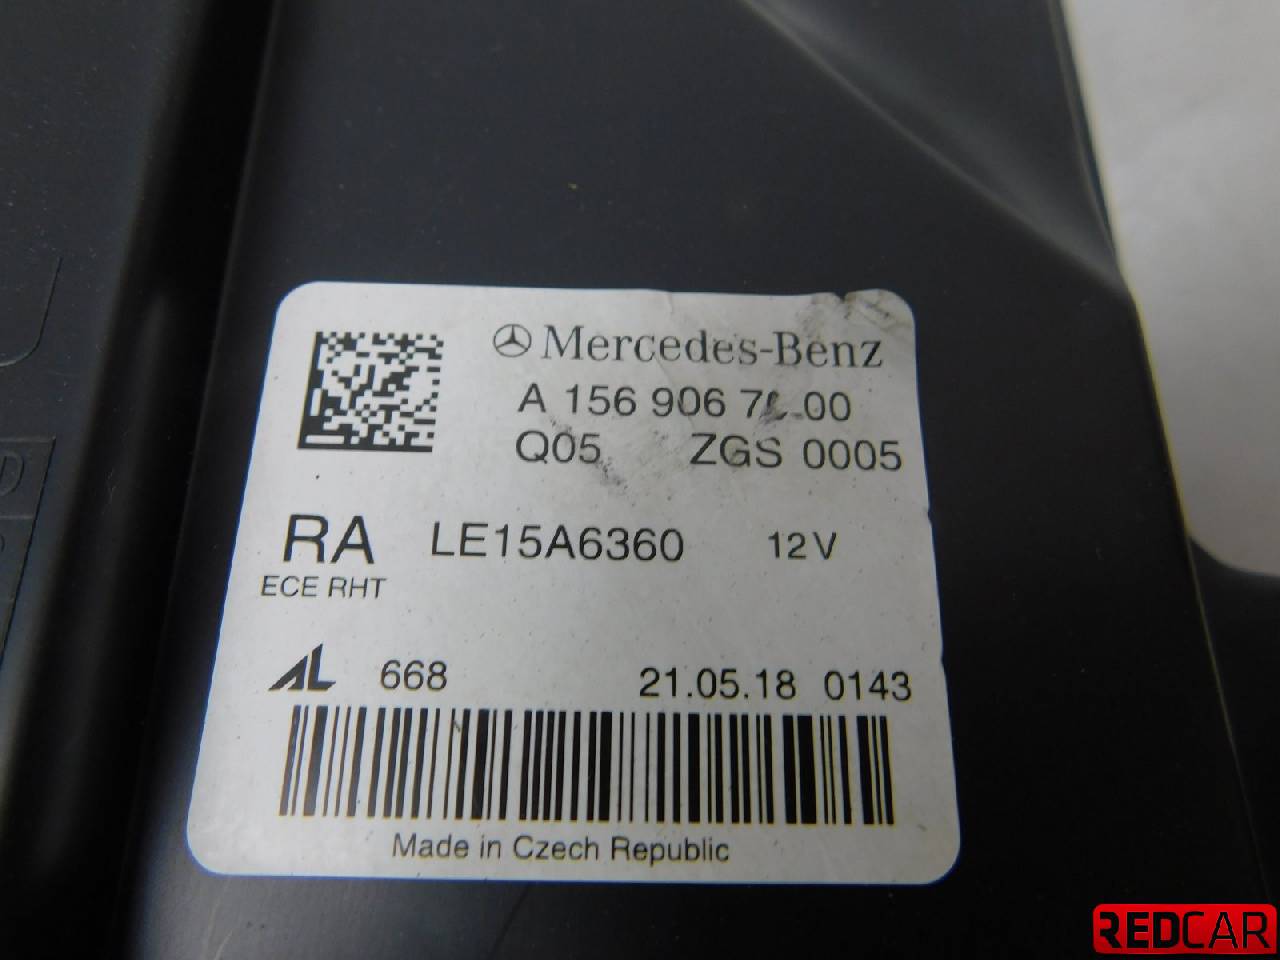 Mercedes-Benz
A 156 906 00
Q05 ZGS 0005
RA LE15A6360 12V
ECE RHT
AL 668 21.05.18 0143
Made in Czech Republic
D
REDCAR